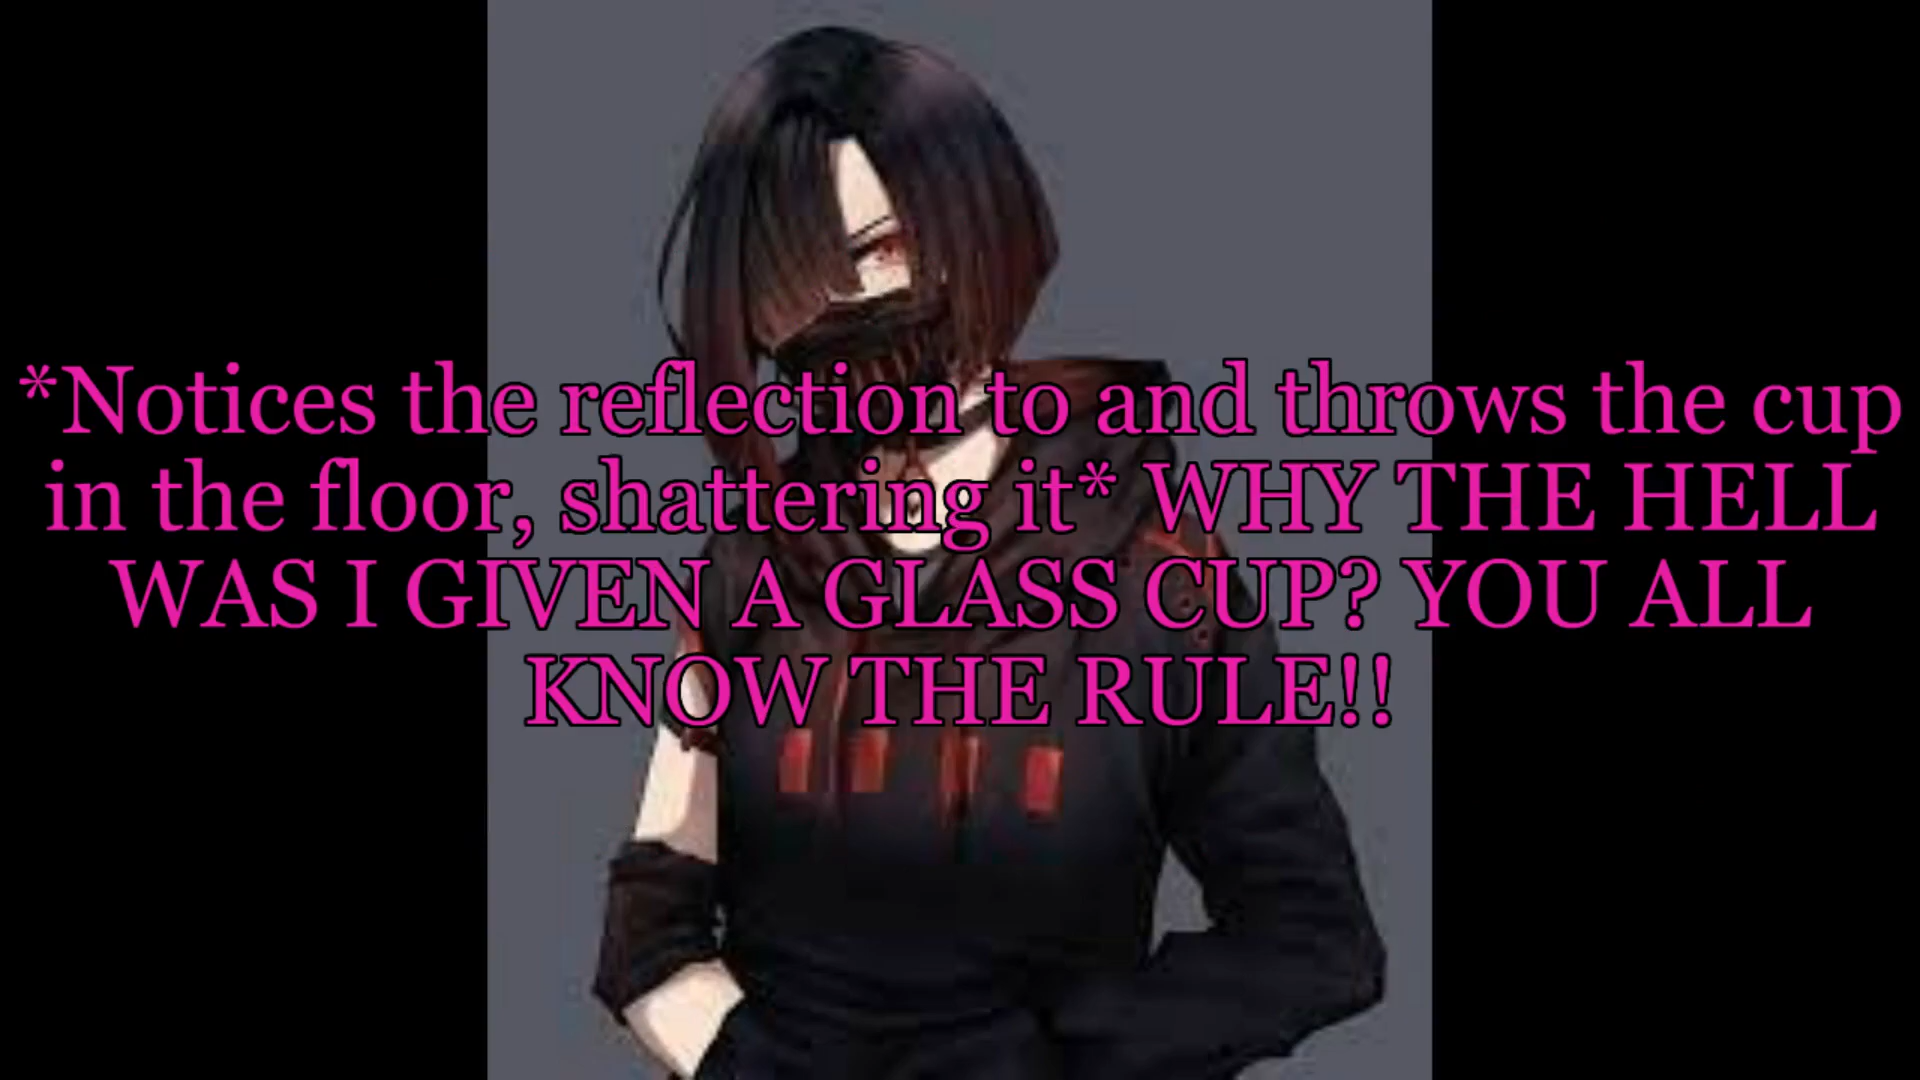 *Notices the reflection to and throws the cup
in the floor, shattering it* WHY THE HELL
WAS I GIVEN A GLASS CUP? YOU ALL
KNOW THE RULE!!